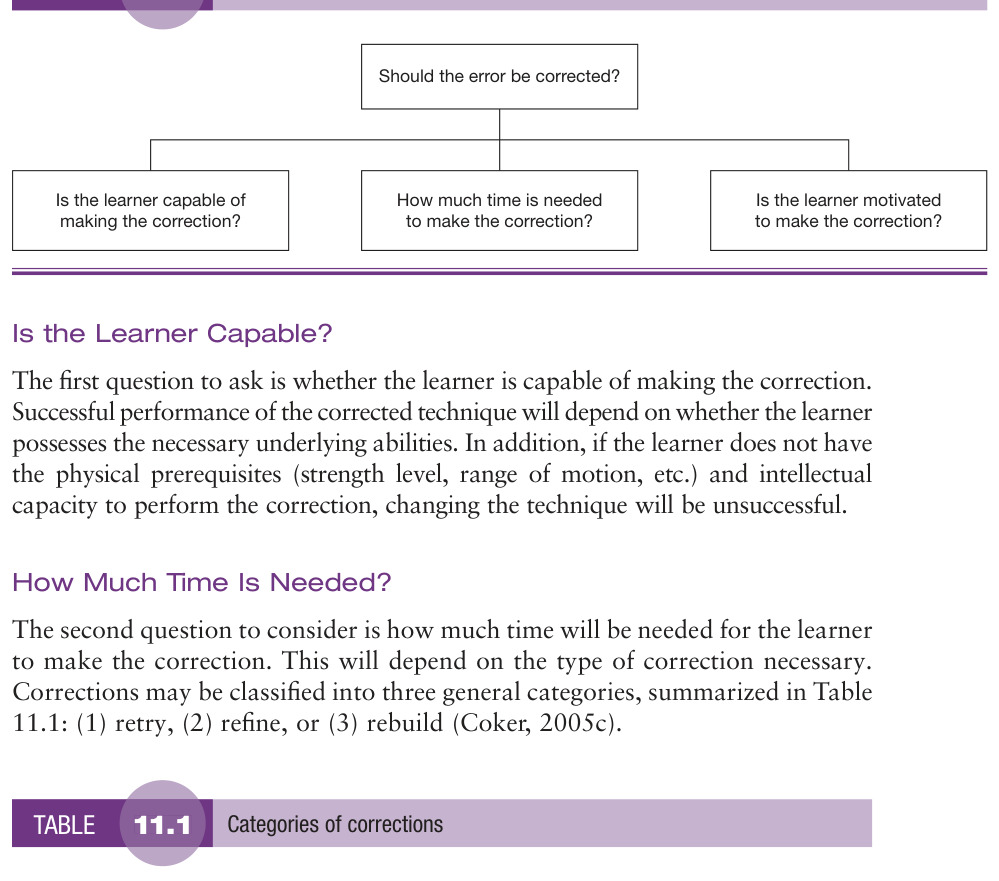 Should the error be corrected?
Is the learner capable of
making the correction?
How much time is needed
to make the correction?
Is the learner motivated
to make the correction?
Is the Learner Capable?
The first question to ask is whether the learner is capable of making the correction.
Successful performance of the corrected technique will depend on whether the learner
possesses the necessary underlying abilities. In addition, if the learner does not have
the physical prerequisites (strength level, range of motion, etc.) and intellectual
capacity to perform the correction, changing the technique will be unsuccessful.
How Much Time Is Needed?
The second question to consider is how much time will be needed for the learner
to make the correction. This will depend on the type of correction necessary.
Corrections may be classified into three general categories, summarized in Table
11.1: (1) retry, (2) refine, or (3) rebuild (Coker, 2005c).
TABLE 11.1 Categories of corrections